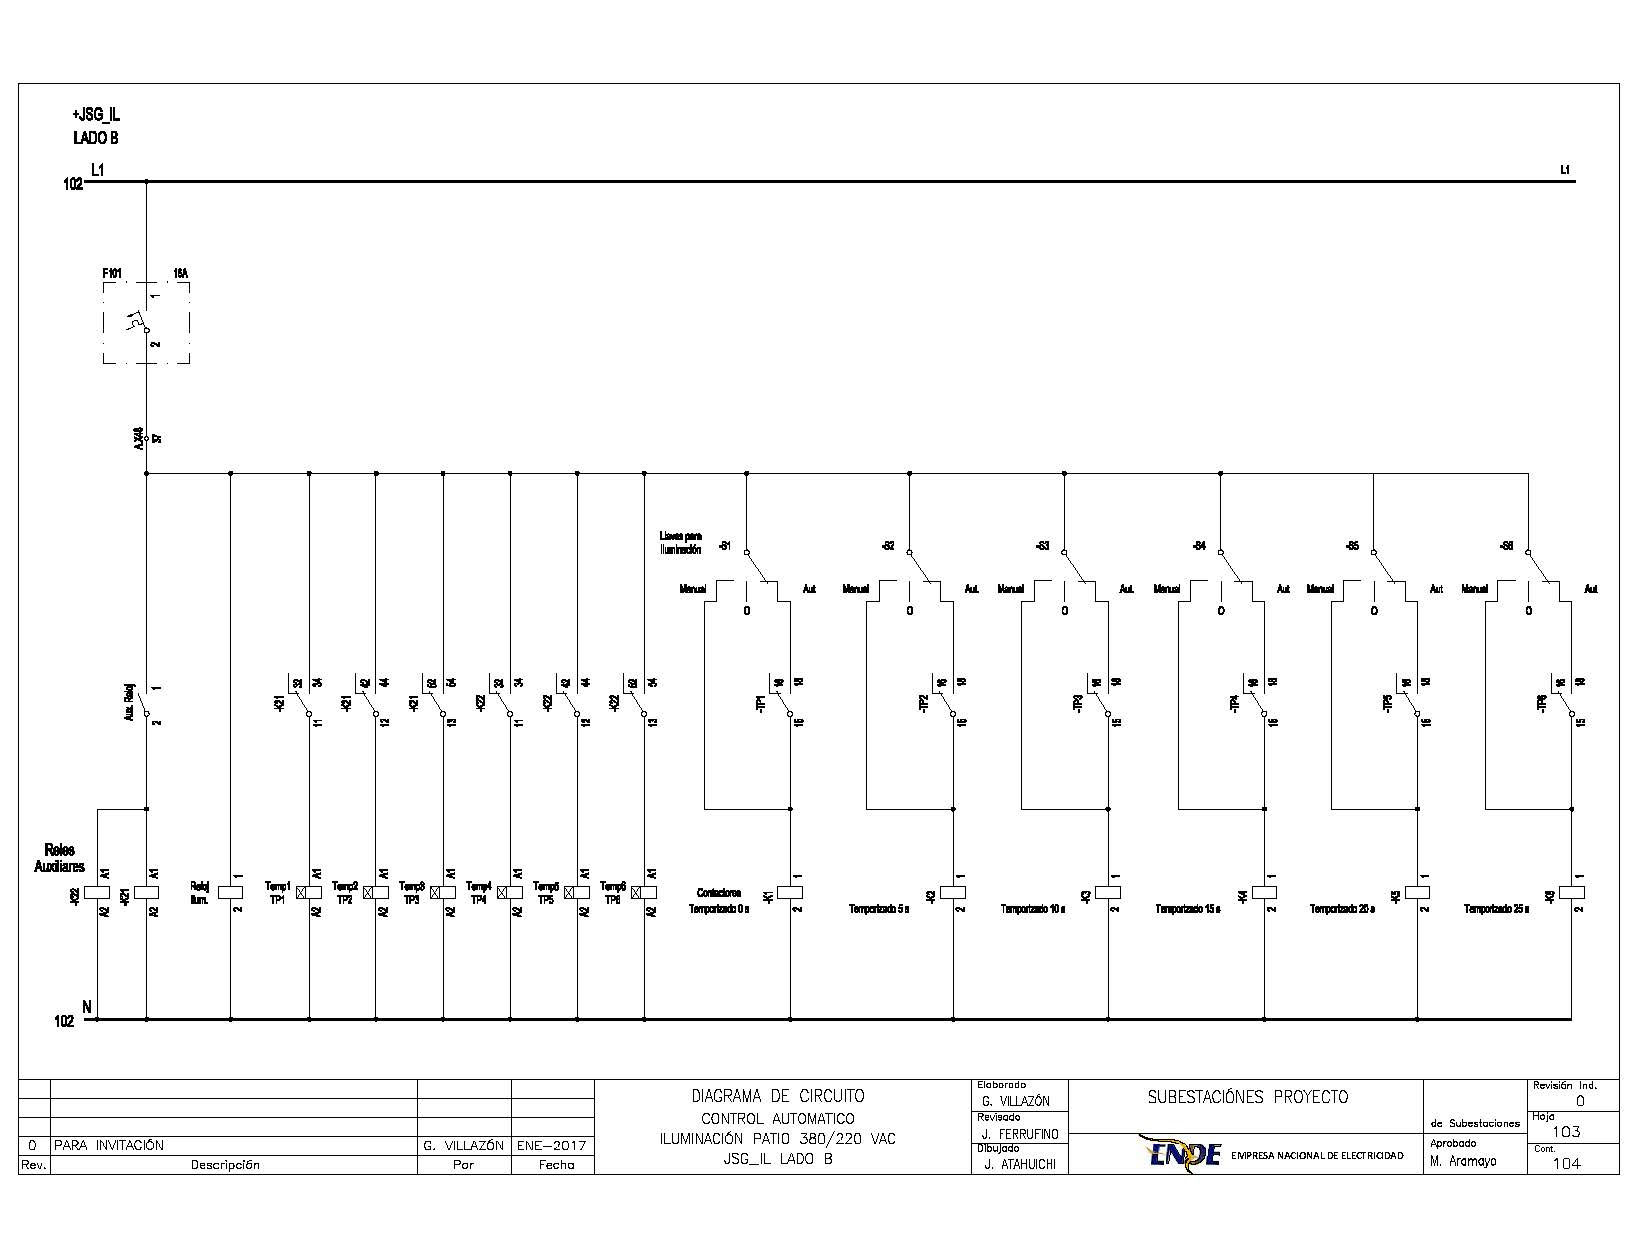 +JSG_IL
LADO B
L1
102
L1
F101
16A
1
2
A.X48
57
Llaves para
Iluminación
-S1
-S2
-S3
-S4
-S5
-S6
Manual
Aut
Manual
Aut.
Manual
Aut.
Manual
Aut
Manual
Aut
Manual
Aut
0
0
0
0
0
0
Aux. Reloj
1
2
-K21
32
34
11
-K21
42
44
12
-K21
52
54
13
-K22
32
34
11
-K22
42
44
12
-K22
52
54
13
-TP1
16
18
15
-TP2
16
18
15
-TP3
16
18
15
-TP4
16
18
15
-TP5
16
18
15
-TP6
16
18
15
Reles
Auxiliares
-K22
A1
A2
-K21
A1
A2
Reloj
Ilum.
1
2
Temp1
TP1
A1
A2
Temp2
TP2
A1
A2
Temp3
TP3
A1
A2
Temp4
TP4
A1
A2
Temp5
TP5
A1
A2
Temp6
TP6
A1
A2
Contactores
Temporizado 0 s
-K1
1
2
Temporizado 5 s
-K2
1
2
Temporizado 10 s
-K3
1
2
Temporizado 15 s
-K4
1
2
Temporizado 20 s
-K5
1
2
Temporizado 25 s
-K6
1
2
N
102
0 PARA INVITACIÓN G. VILLAZÓN ENE-2017
Rev. Descripción Por Fecha
DIAGRAMA DE CIRCUITO
CONTROL AUTOMATICO
ILUMINACIÓN PATIO 380/220 VAC
JSG_IL LADO B
Elaborado
G. VILLAZÓN
Revisado
J. FERRUFINO
Dibujado
J. ATAHUICHI
SUBESTACIÓNES PROYECTO
ENDE
EMPRESA NACIONAL DE ELECTRICIDAD
de Subestaciones
Aprobado
M. Aramayo
Revisión Ind.
0
Hoja
103
Cont.
104